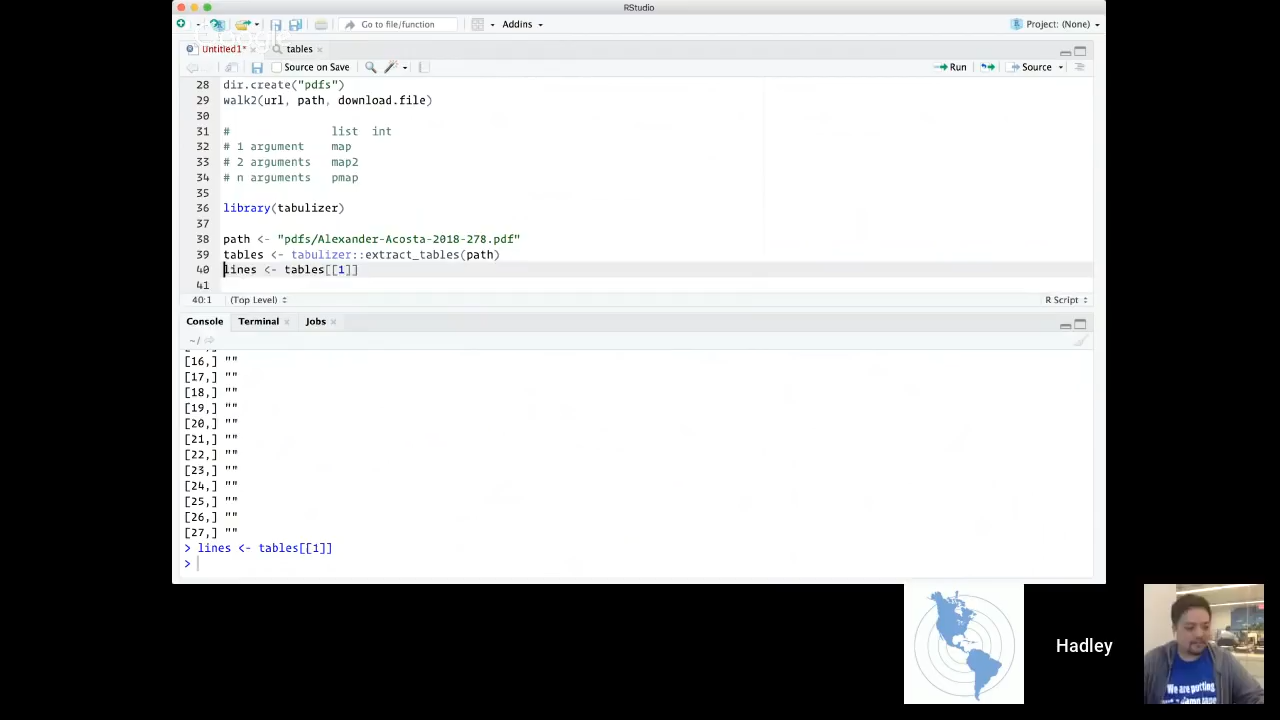 RStudio
Go to file/function
Addins
Project: (None)
Untitled1*
tables
Source on Save
Run
Source
28 dir.create("pdfs")
29 walk2(url, path, download.file)
30
31 # list int
32 # 1 argument map
33 # 2 arguments map2
34 # n arguments pmap
35
36 library(tabulizer)
37
38 path <- "pdfs/Alexander-Acosta-2018-278.pdf"
39 tables <- tabulizer::extract_tables(path)
40 lines <- tables[[1]]
41
40:1 (Top Level) R Script
Console Terminal Jobs
~/
[16,] ""
[17,] ""
[18,] ""
[19,] ""
[20,] ""
[21,] ""
[22,] ""
[23,] ""
[24,] ""
[25,] ""
[26,] ""
[27,] ""
> lines <- tables[[1]]
>
Hadley
We are putting